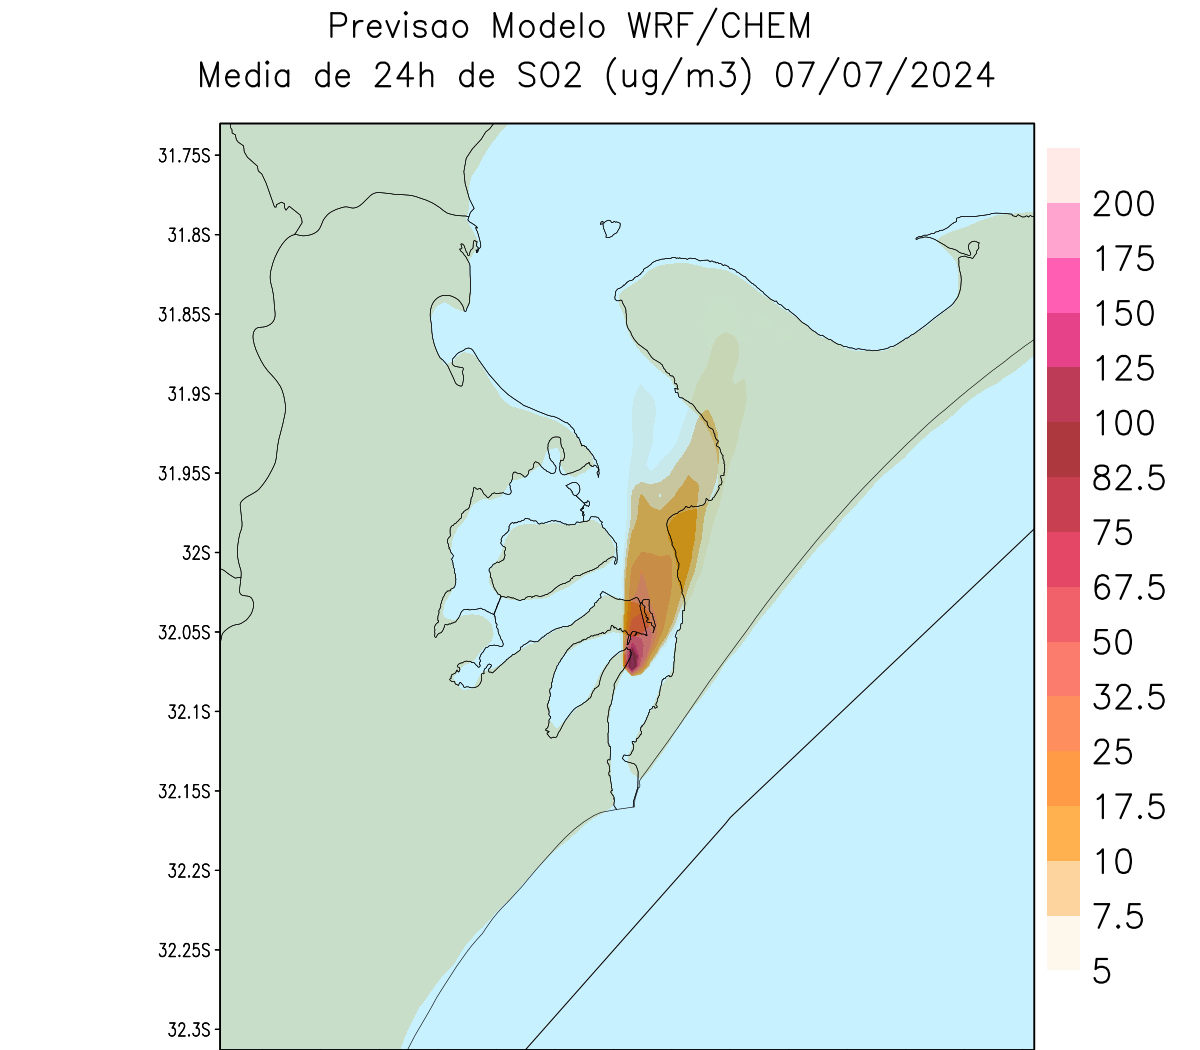 Previsao Modelo WRF/CHEM
Media de 24h de SO2 (ug/m3) 07/07/2024
31.75S
31.8S
31.85S
31.9S
31.95S
32S
32.05S
32.1S
32.15S
32.2S
32.25S
32.3S
200
175
150
125
100
82.5
75
67.5
50
32.5
25
17.5
10
7.5
5